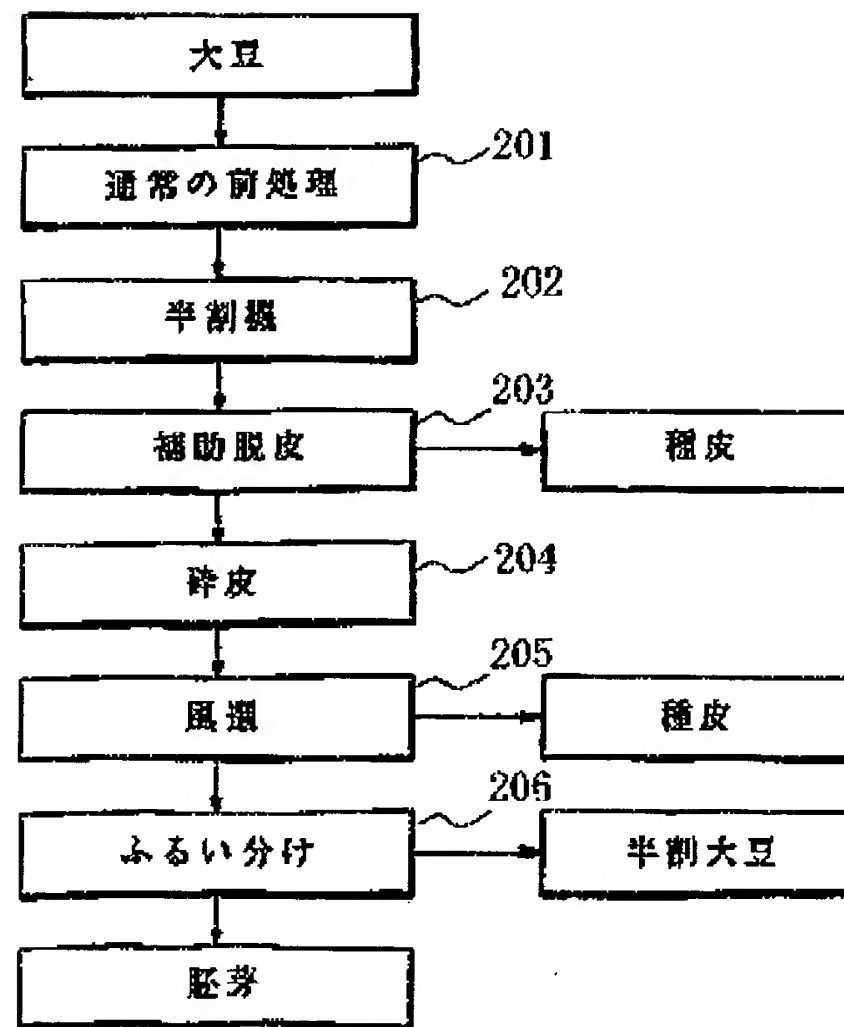 大豆
201
通常の前処理
202
半割機
203
補助脱皮
種皮
204
砕皮
205
風選
種皮
206
ふるい分け
半割大豆
胚芽